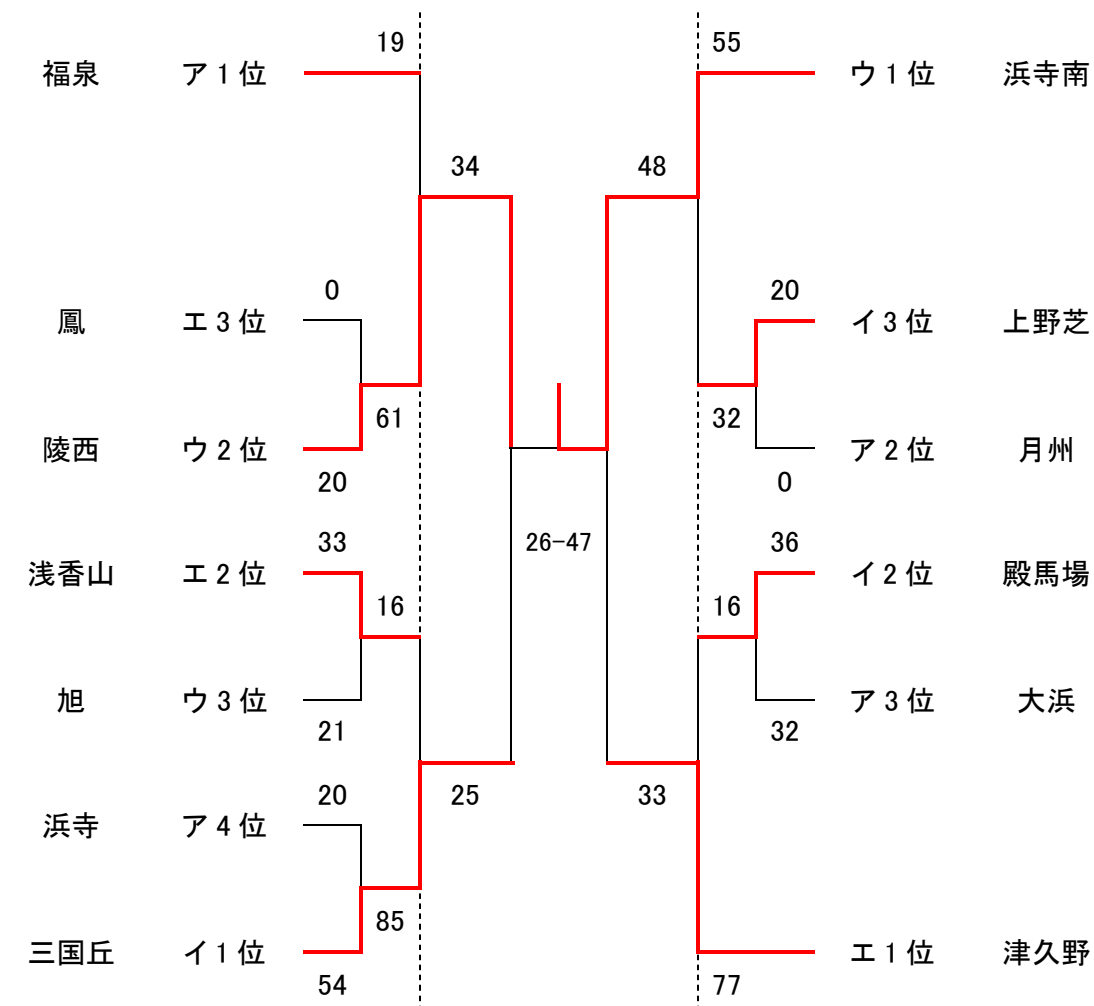 19 55
福泉 ア1位 ウ1位 浜寺南
34 48
0 20
鳳 エ3位 イ3位 上野芝
61 32
陵西 ウ2位 ア2位 月州
20 0
33 26-47 36
浅香山 エ2位 イ2位 殿馬場
16 16
旭 ウ3位 ア3位 大浜
21 32
20 25 33
浜寺 ア4位
85
三国丘 イ1位 エ1位 津久野
54 77